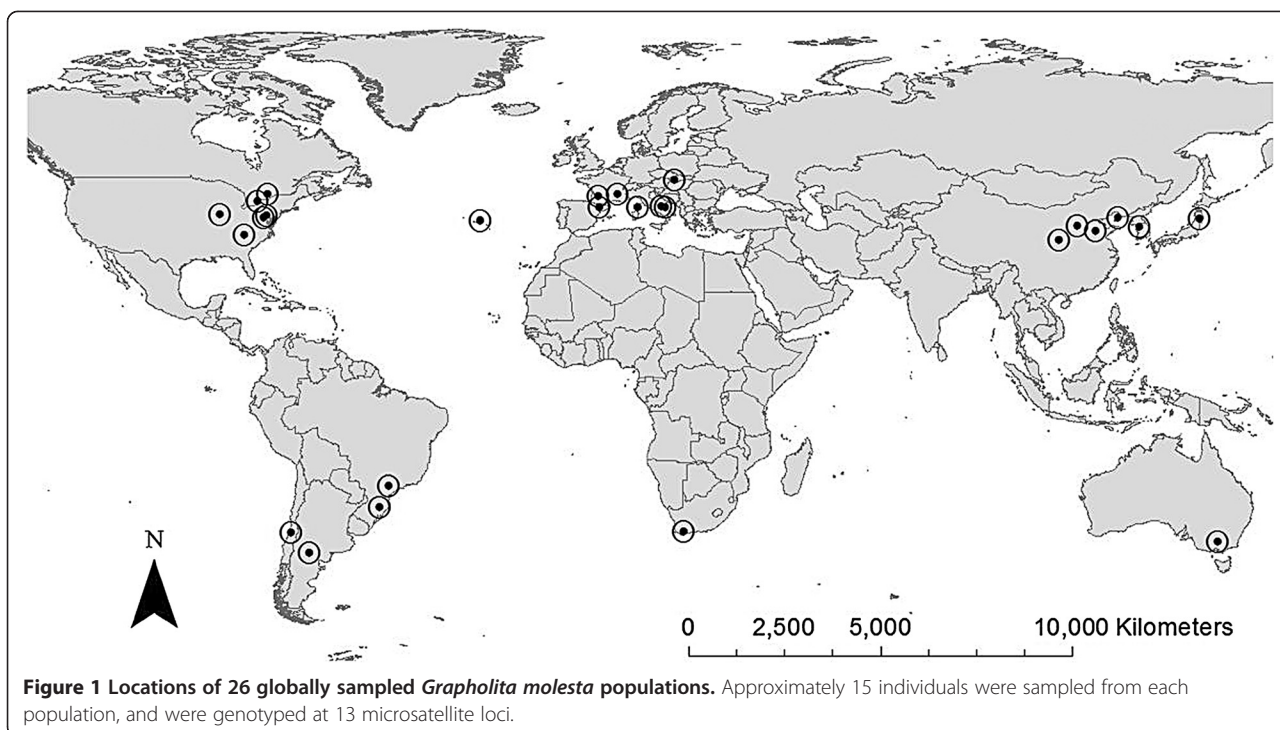 N
0 2,500 5,000 10,000 Kilometers
Figure 1 Locations of 26 globally sampled Grapholita molesta populations. Approximately 15 individuals were sampled from each
population, and were genotyped at 13 microsatellite loci.